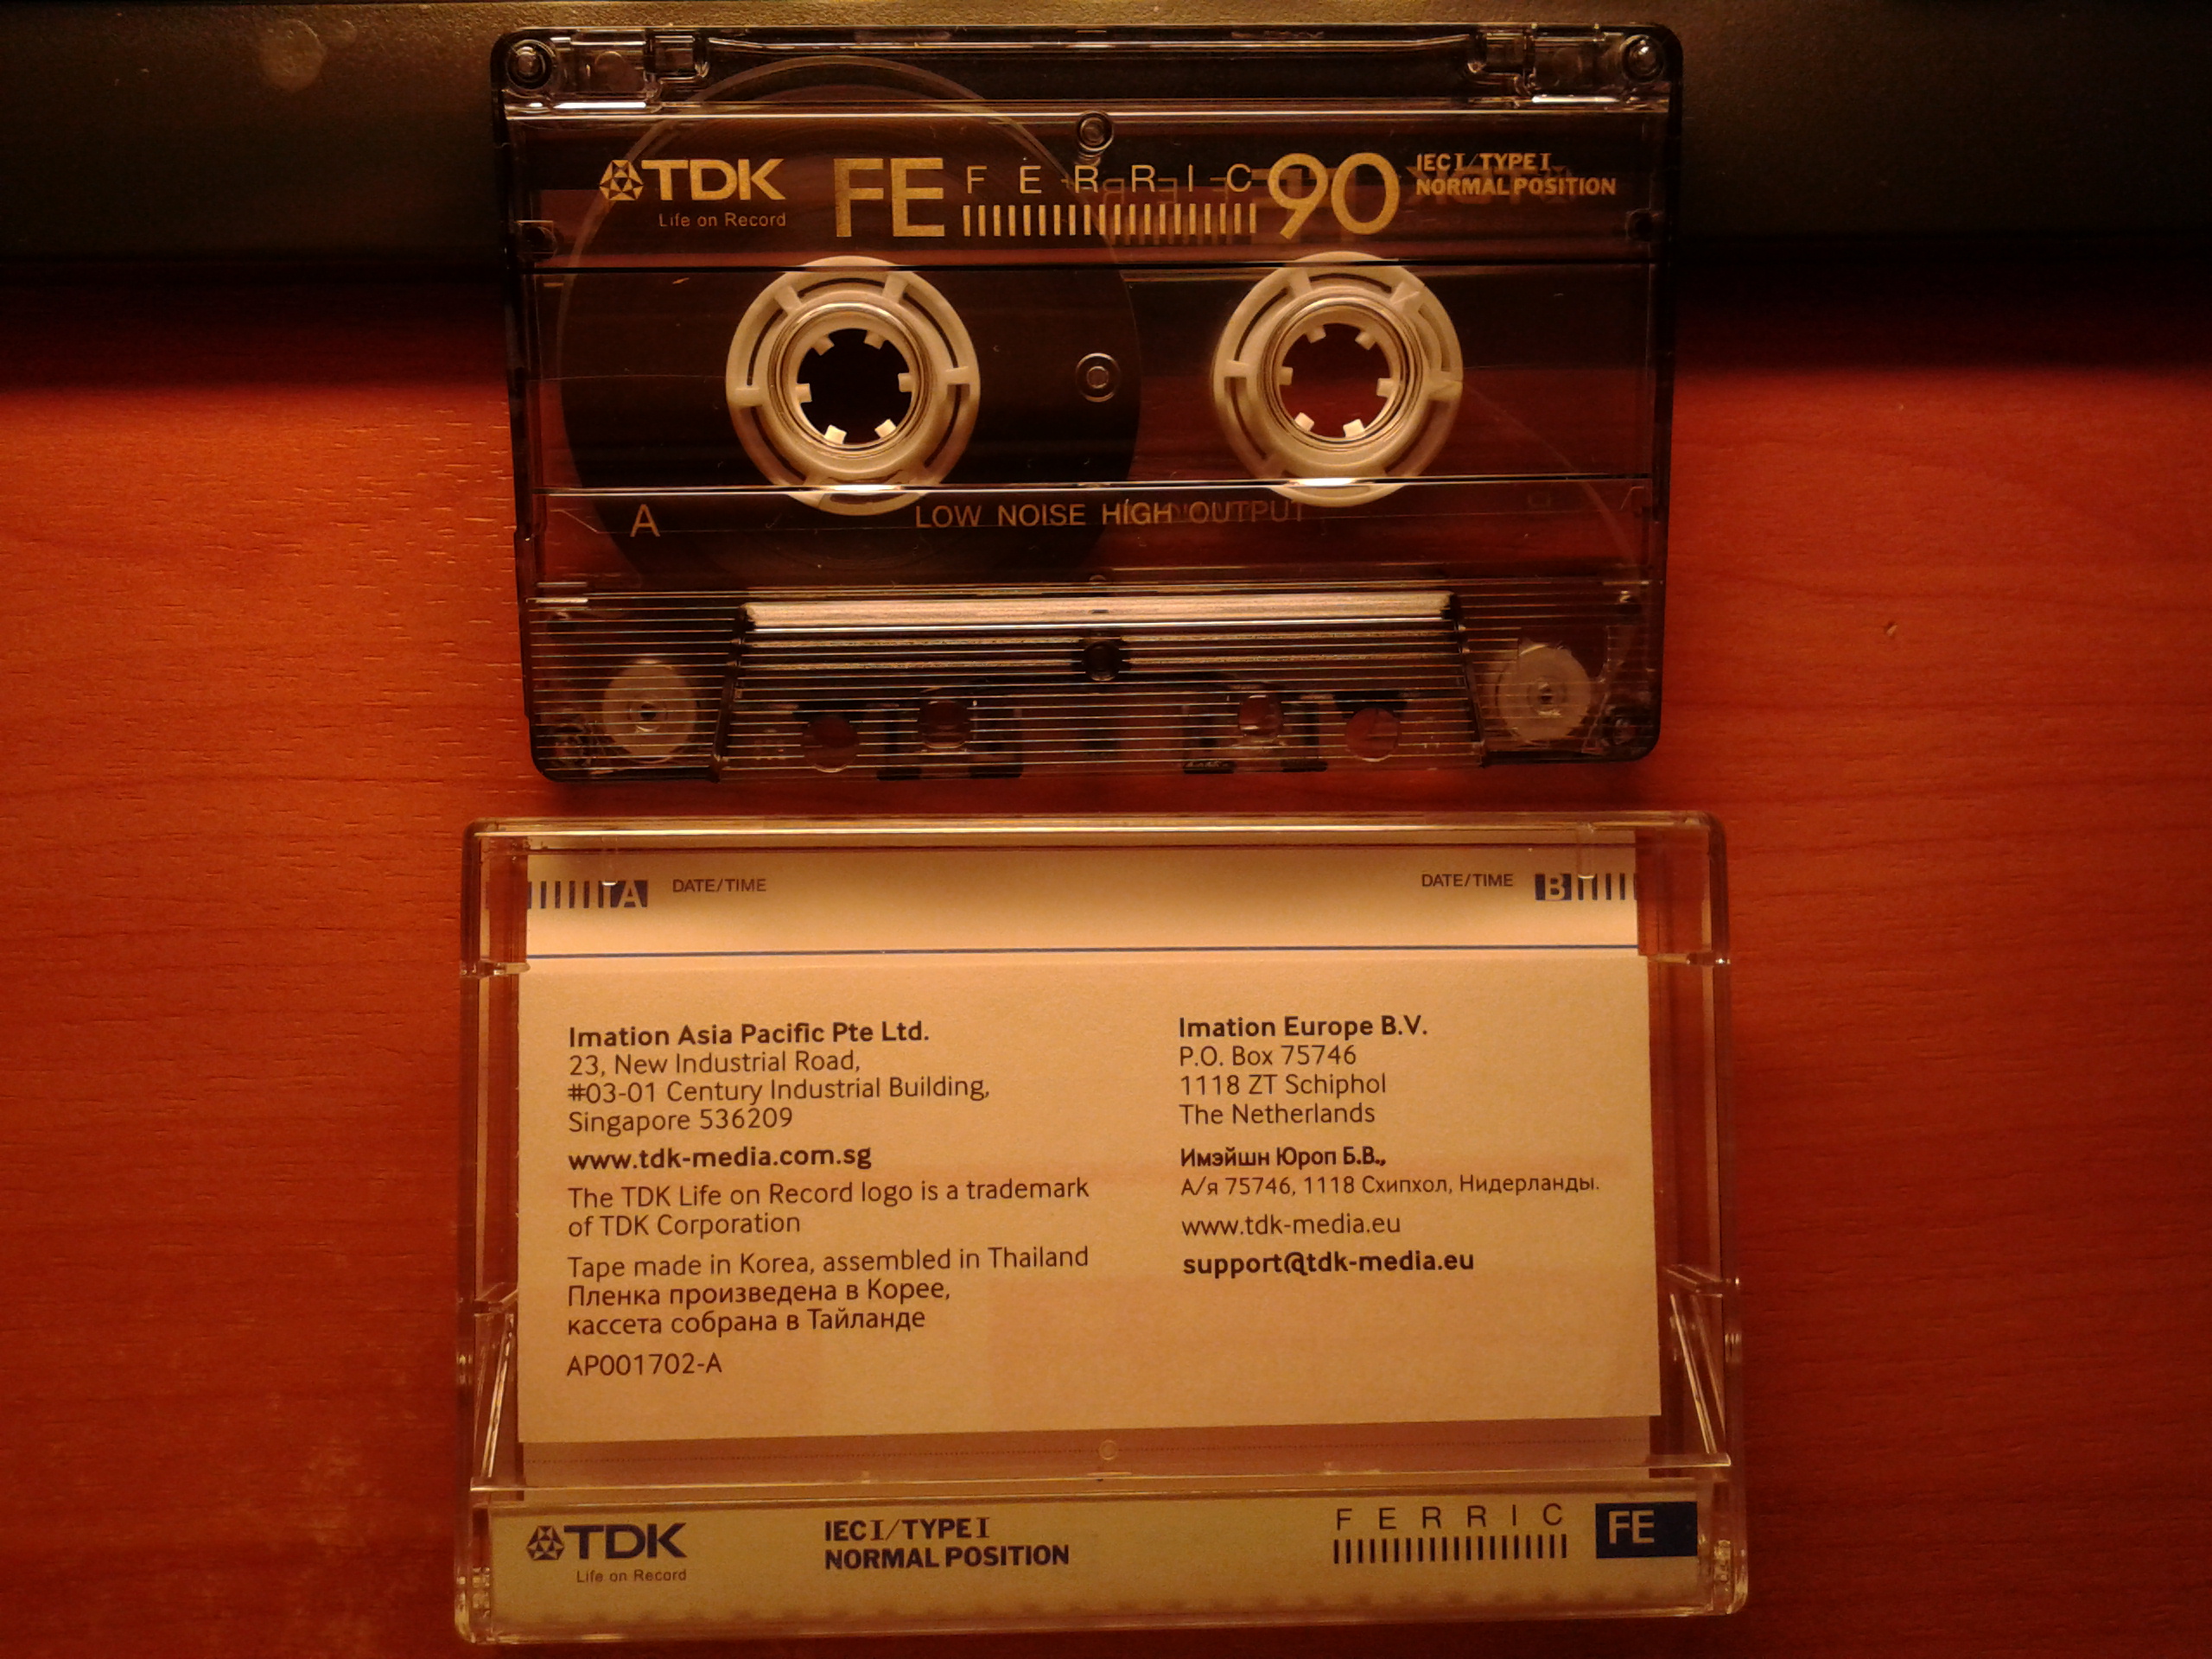 TDK
Life on Record
FE
FERRIC
90
IEC I/TYPE I
NORMAL POSITION
A
LOW NOISE HIGH OUTPUT
A DATE/TIME
DATE/TIME B
Imation Asia Pacific Pte Ltd.
23, New Industrial Road,
#03-01 Century Industrial Building,
Singapore 536209
www.tdk-media.com.sg
The TDK Life on Record logo is a trademark
of TDK Corporation
Tape made in Korea, assembled in Thailand
Пленка произведена в Корее,
кассета собрана в Тайланде
AP001702-A
Imation Europe B.V.
P.O. Box 75746
1118 ZT Schiphol
The Netherlands
Имэйшн Юроп Б.В.,
А/я 75746, 1118 Схипхол, Нидерланды.
www.tdk-media.eu
support@tdk-media.eu
TDK
Life on Record
IEC I/TYPE I
NORMAL POSITION
FERRIC
FE